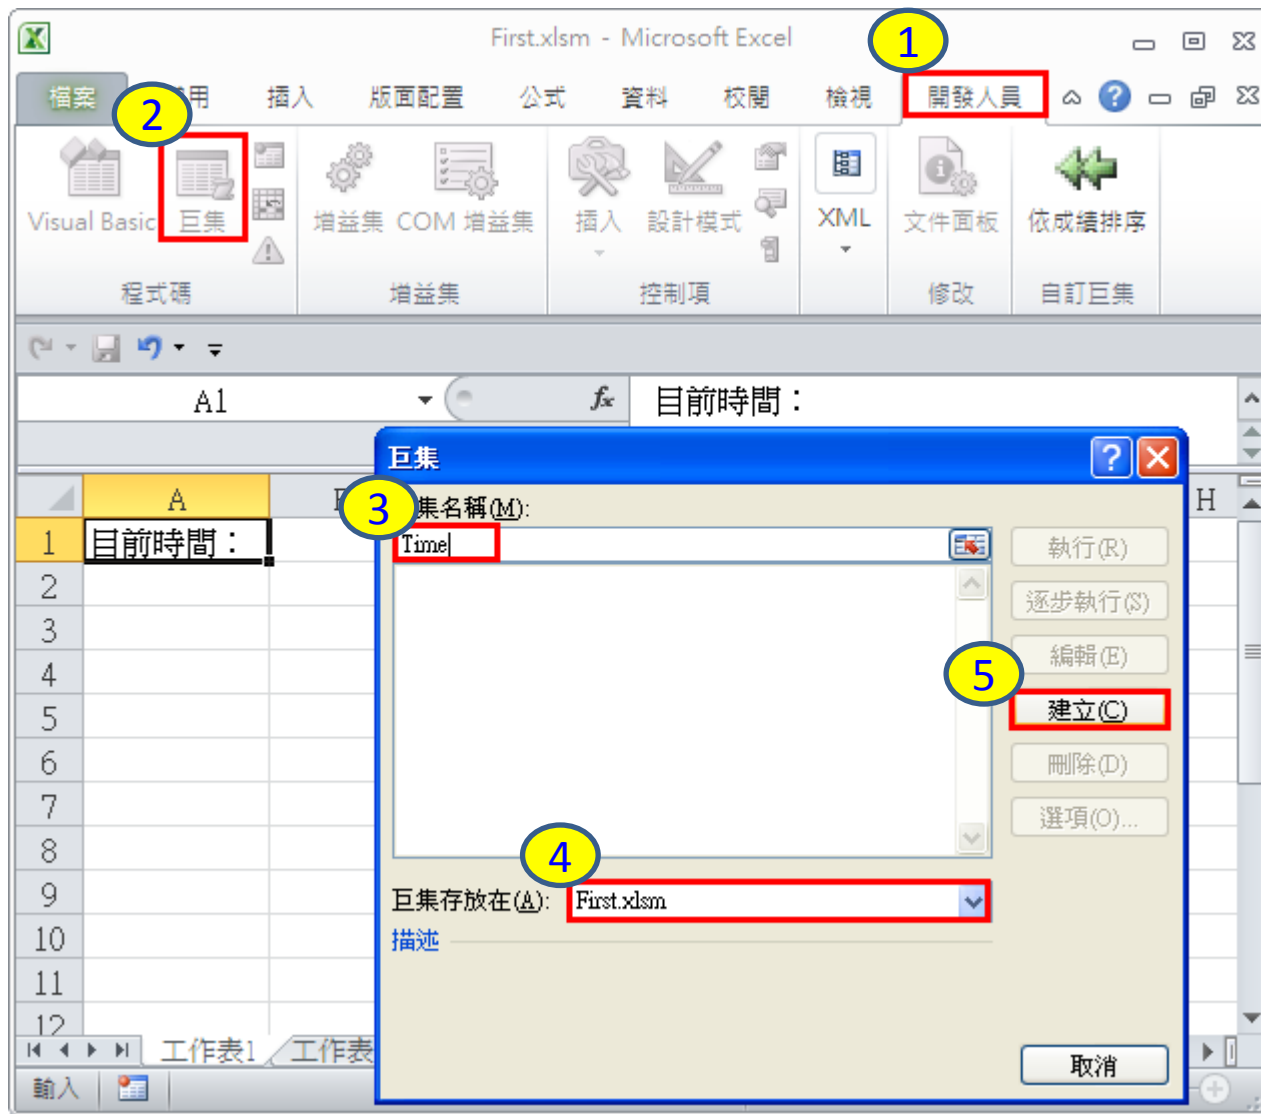 First.xlsm - Microsoft Excel
1
檔案 用 插入 版面配置 公式 資料 校閱 檢視 開發人員
2
Visual Basic 巨集 增益集 COM 增益集 插入 設計模式 XML 文件面板 依成績排序
程式碼 增益集 控制項 修改 自訂巨集
A1 fx 目前時間：
巨集
A H
3
集名稱(M):
1 目前時間： Time 執行(R)
2 逐步執行(S)
3 編輯(E)
4
5
5 建立(C)
6 刪除(D)
7 選項(O)...
8 4
9 巨集存放在(A): First.xlsm
10 描述
11
12
工作表1 工作表
取消
輸入